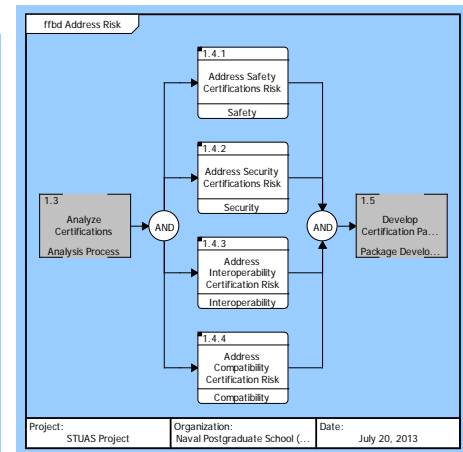 ffbd Address Risk
1.4.1
Address Safety
Certifications Risk
Safety
1.4.2
Address Security
Certifications Risk
Security
1.3
Analyze
Certifications
Analysis Process
AND
AND
1.5
Develop
Certification Pa...
Package Develo...
1.4.3
Address
Interoperability
Certification Risk
Interoperability
1.4.4
Address
Compatibility
Certification Risk
Compatibility
Project:
STUAS Project
Organization:
Naval Postgraduate School (...
Date:
July 20, 2013